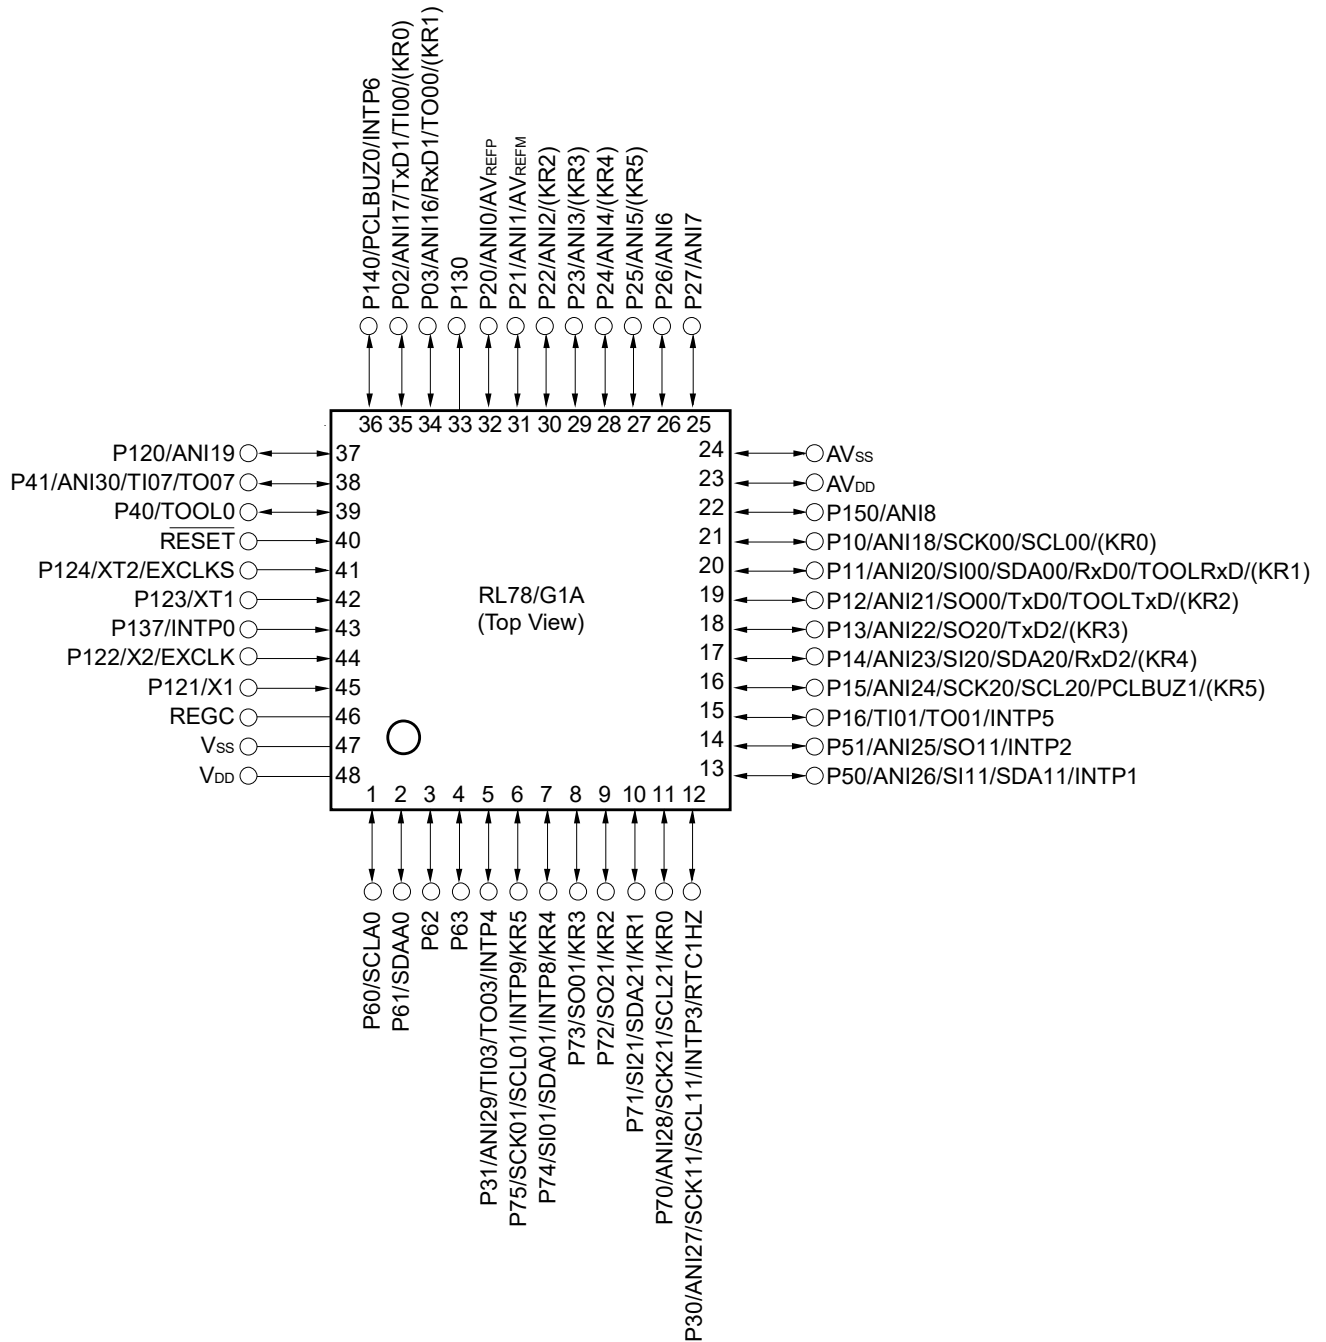 P140/PCLBUZ0/INTP6
P02/ANI17/TxD1/TI00/(KR0)
P03/ANI16/RxD1/TO00/(KR1)
P130
P20/ANI0/AVREFP
P21/ANI1/AVREFM
P22/ANI2/(KR2)
P23/ANI3/(KR3)
P24/ANI4/(KR4)
P25/ANI5/(KR5)
P26/ANI6
P27/ANI7
36 35 34 33 32 31 30 29 28 27 26 25
P120/ANI19 37
P41/ANI30/TI07/TO07 38
P40/TOOL0 39
RESET 40
P124/XT2/EXCLKS 41
P123/XT1 42
P137/INTP0 43
P122/X2/EXCLK 44
P121/X1 45
REGC 46
VSS 47
VDD 48
RL78/G1A
(Top View)
24 AVSS
23 AVDD
22 P150/ANI8
21 P10/ANI18/SCK00/SCL00/(KR0)
20 P11/ANI20/SI00/SDA00/RxD0/TOOLRxD/(KR1)
19 P12/ANI21/SO00/TxD0/TOOLTxD/(KR2)
18 P13/ANI22/SO20/TxD2/(KR3)
17 P14/ANI23/SI20/SDA20/RxD2/(KR4)
16 P15/ANI24/SCK20/SCL20/PCLBUZ1/(KR5)
15 P16/TI01/TO01/INTP5
14 P51/ANI25/SO11/INTP2
13 P50/ANI26/SI11/SDA11/INTP1
1 2 3 4 5 6 7 8 9 10 11 12
P60/SCLA0
P61/SDAA0
P62
P63
P31/ANI29/TI03/TO03/INTP4
P75/SCK01/SCL01/INTP9/KR5
P74/SI01/SDA01/INTP8/KR4
P73/SO01/KR3
P72/SO21/KR2
P71/SI21/SDA21/KR1
P70/ANI28/SCK21/SCL21/KR0
P30/ANI27/SCK11/SCL11/INTP3/RTC1HZ